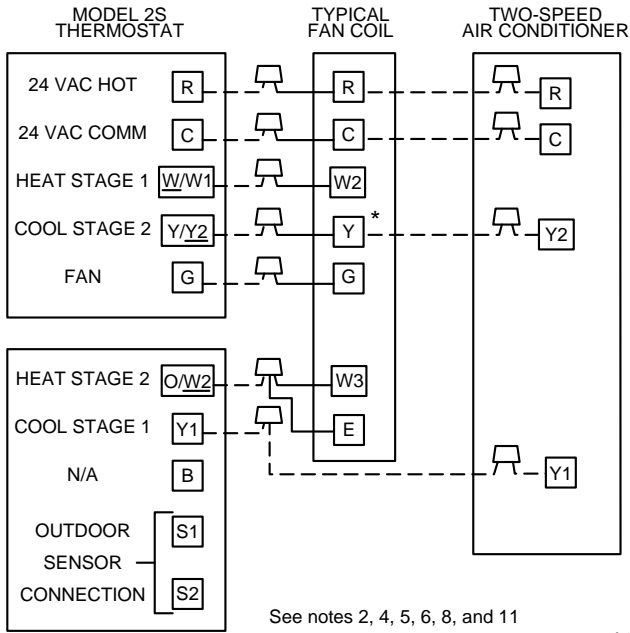 MODEL 2S
THERMOSTAT
TYPICAL
FAN COIL
TWO-SPEED
AIR CONDITIONER
24 VAC HOT R R R
24 VAC COMM C C C
HEAT STAGE 1 W/W1 W2
COOL STAGE 2 Y/Y2 Y * Y2
FAN G G
HEAT STAGE 2 O/W2 W3
COOL STAGE 1 Y1 E
Y1
N/A B
OUTDOOR S1
SENSOR
CONNECTION S2
See notes 2, 4, 5, 6, 8, and 11